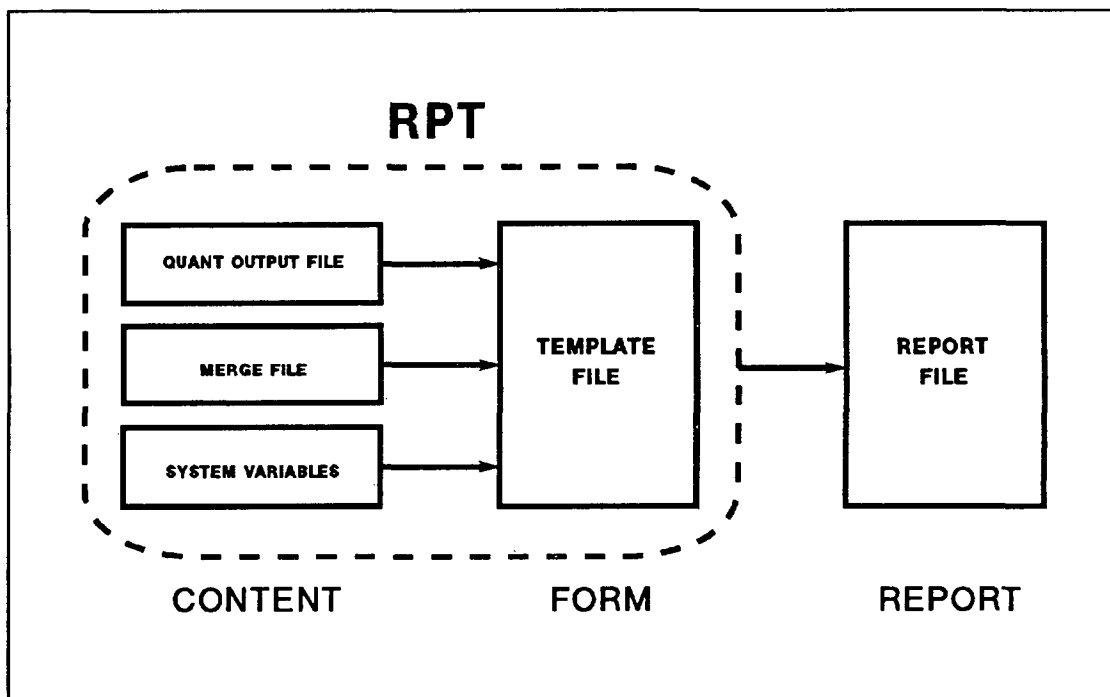 RPT
QUANT OUTPUT FILE
MERGE FILE
SYSTEM VARIABLES
TEMPLATE
FILE
REPORT
FILE
CONTENT
FORM
REPORT